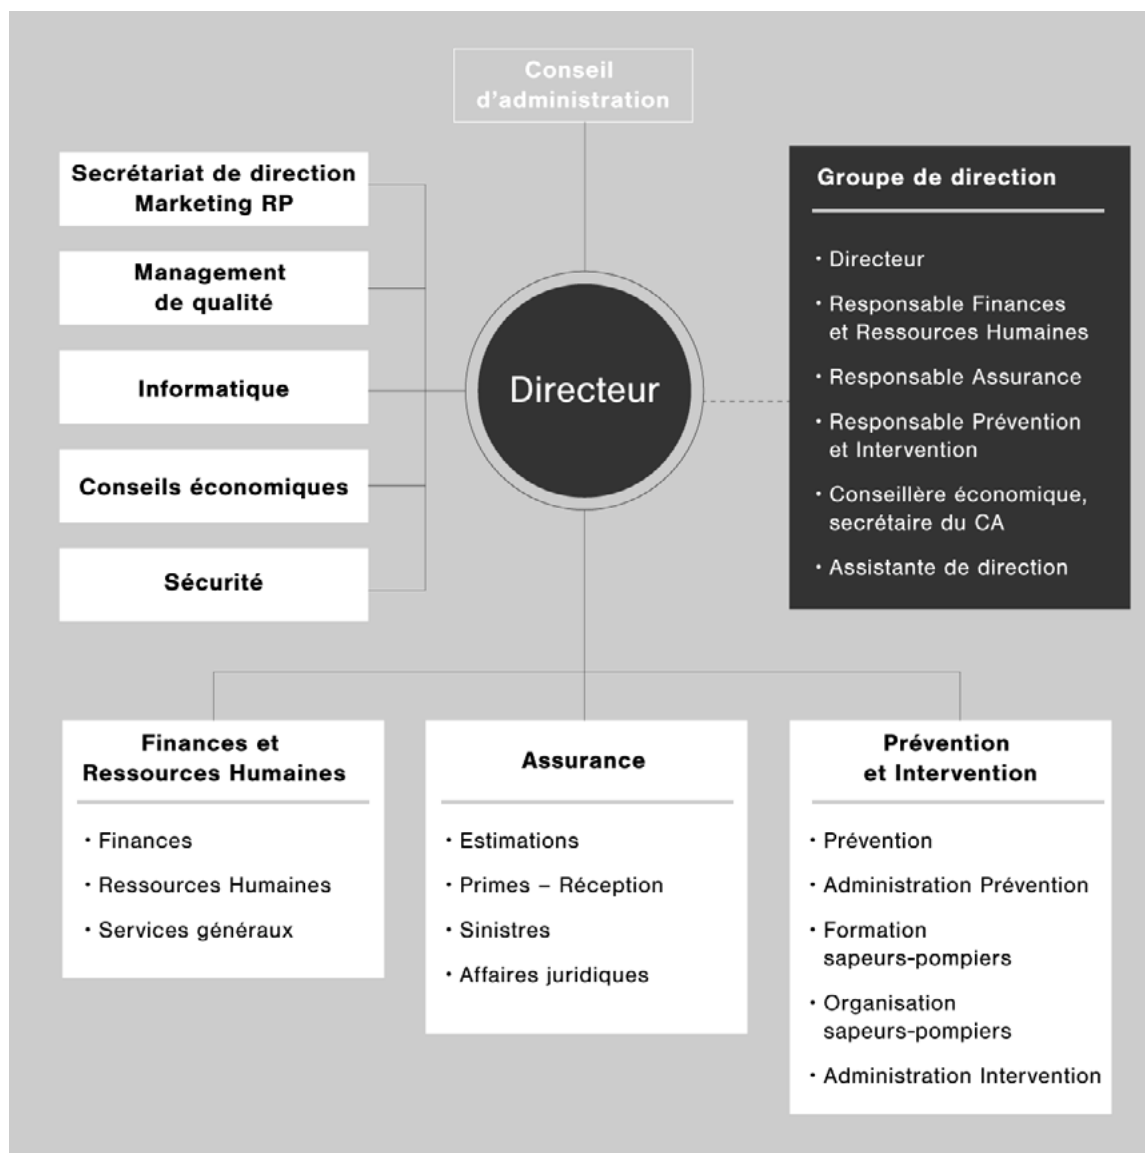 Conseil
d’administration
Secrétariat de direction
Marketing RP
Management
de qualité
Informatique
Conseils économiques
Sécurité
Directeur
Groupe de direction
· Directeur
· Responsable Finances
et Ressources Humaines
· Responsable Assurance
· Responsable Prévention
et Intervention
· Conseillère économique,
secrétaire du CA
· Assistante de direction
Finances et
Ressources Humaines
· Finances
· Ressources Humaines
· Services généraux
Assurance
· Estimations
· Primes – Réception
· Sinistres
· Affaires juridiques
Prévention
et Intervention
· Prévention
· Administration Prévention
· Formation
sapeurs-pompiers
· Organisation
sapeurs-pompiers
· Administration Intervention